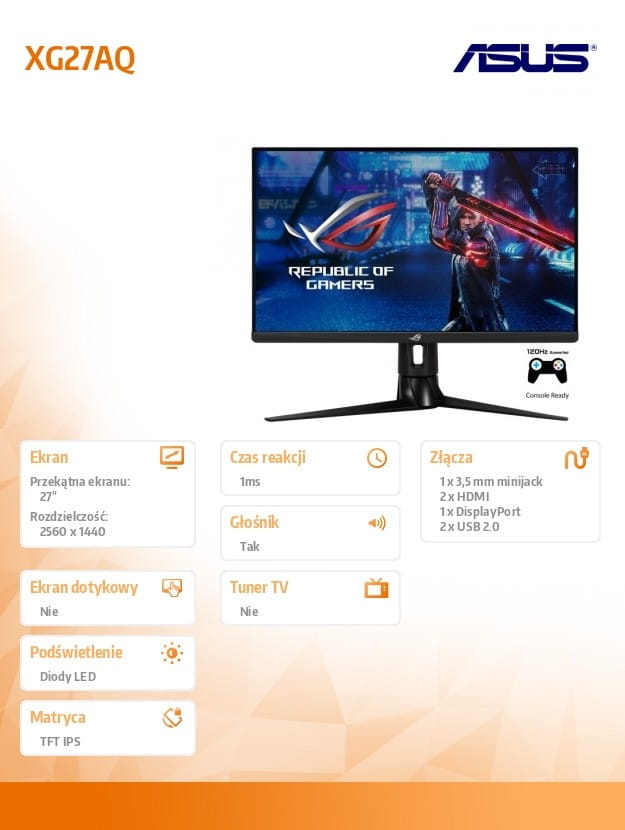 XG27AQ
ASUS®
REPUBLIC OF
GAMERS
120Hz
Console Ready
Ekran
Przekątna ekranu:
27"
Rozdzielczość:
2560 x 1440
Czas reakcji
1ms
Głośnik
Tak
Złącza
1 x 3,5 mm minijack
2 x HDMI
1 x DisplayPort
2 x USB 2.0
Ekran dotykowy
Nie
Tuner TV
Nie
Podświetlenie
Diody LED
Matryca
TFT IPS